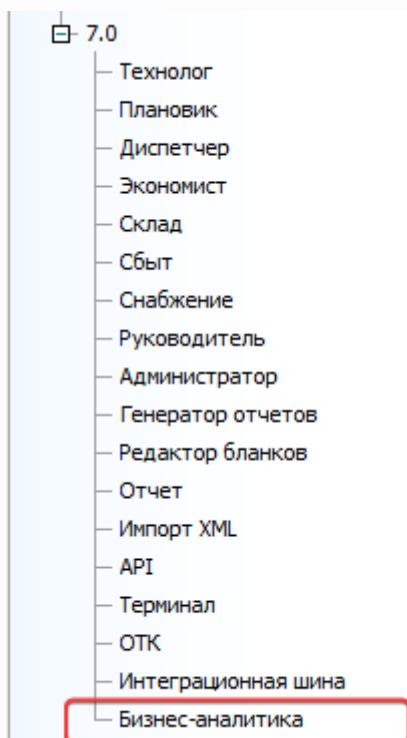 7.0
Технолог
Плановик
Диспетчер
Экономист
Склад
Сбыт
Снабжение
Руководитель
Администратор
Генератор отчетов
Редактор бланков
Отчет
Импорт XML
API
Терминал
ОТК
Интеграционная шина
Бизнес-аналитика